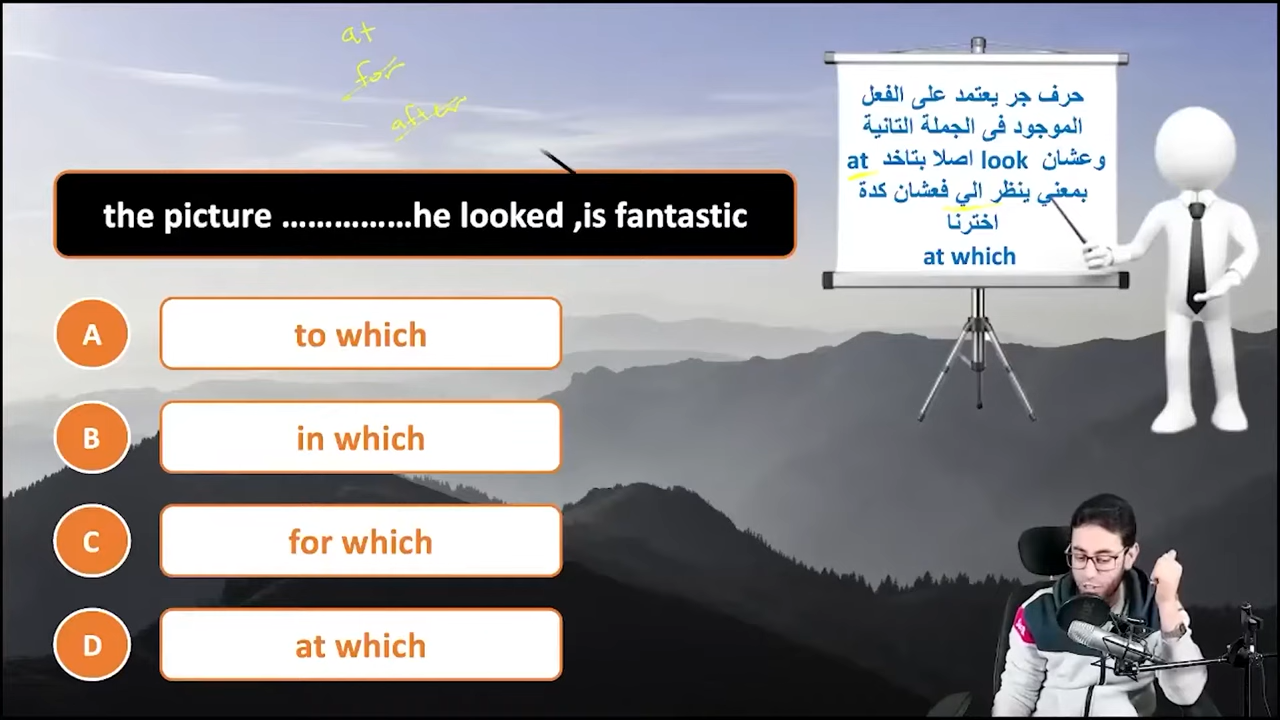 at
for
after
حرف جر يعتمد على الفعل
الموجود فى الجملة التانية
وعشان look اصلا بتاخد at
بمعني ينظر الي فعشان كدة
اخترنا
at which
the picture ...............he looked ,is fantastic
A to which
B in which
C for which
D at which